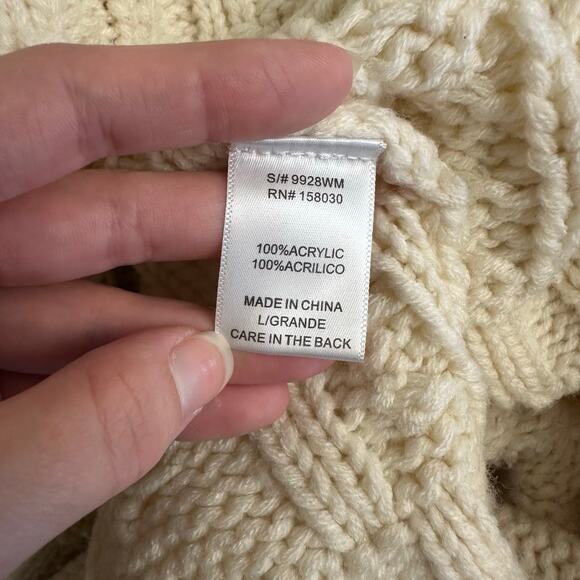 S/# 9928WM
RN# 158030
100%ACRYLIC
100%ACRILICO
MADE IN CHINA
L/GRANDE
CARE IN THE BACK